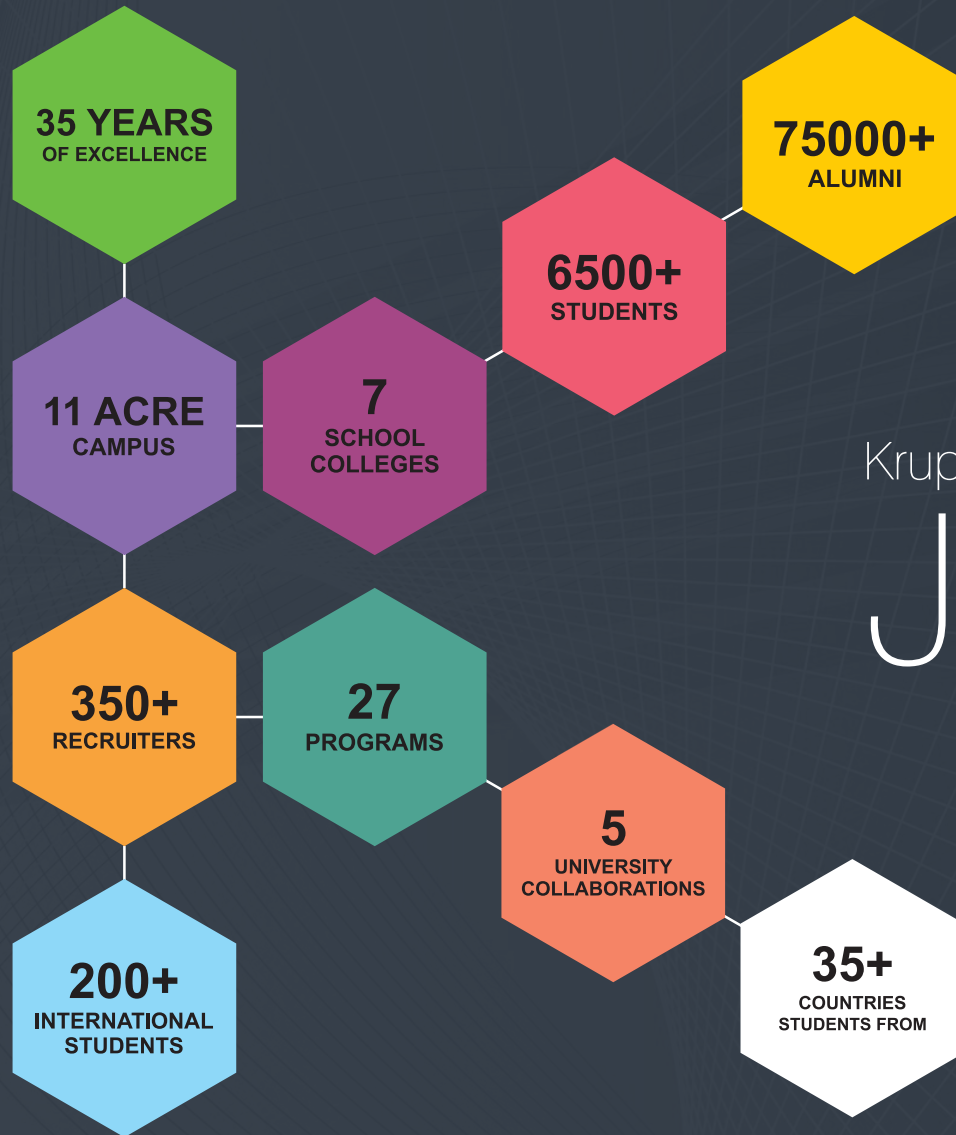 35 YEARS
OF EXCELLENCE
75000+
ALUMNI
6500+
STUDENTS
11 ACRE
CAMPUS
7
SCHOOL
COLLEGES
Krup
J
350+
RECRUITERS
27
PROGRAMS
5
UNIVERSITY
COLLABORATIONS
200+
INTERNATIONAL
STUDENTS
35+
COUNTRIES
STUDENTS FROM